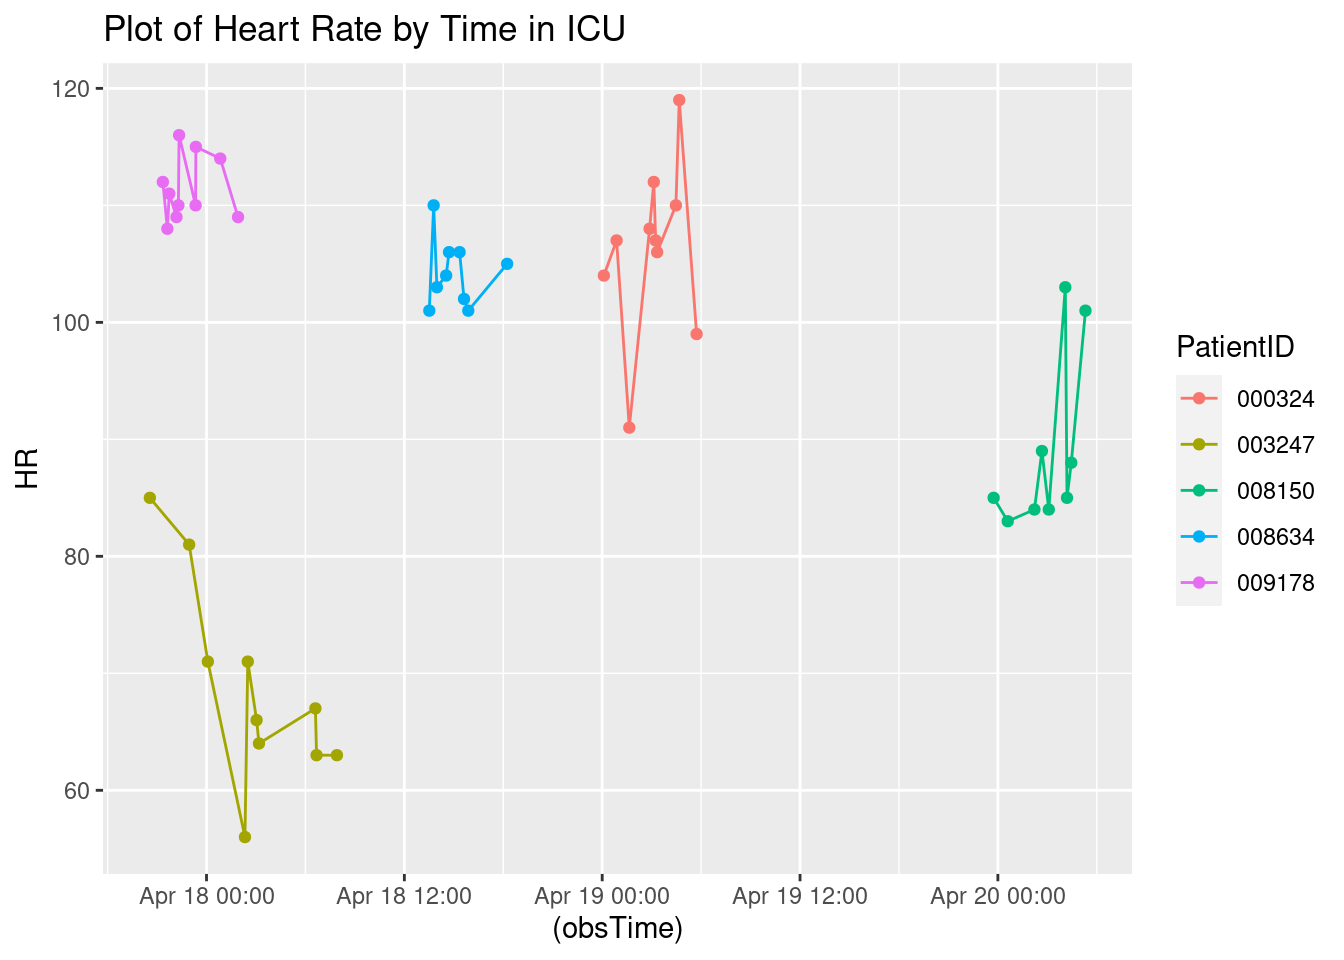 Plot of Heart Rate by Time in ICU
120
100
80
60
HR
Apr 18 00:00
Apr 18 12:00
Apr 19 00:00
Apr 19 12:00
Apr 20 00:00
(obsTime)
PatientID
000324
003247
008150
008634
009178